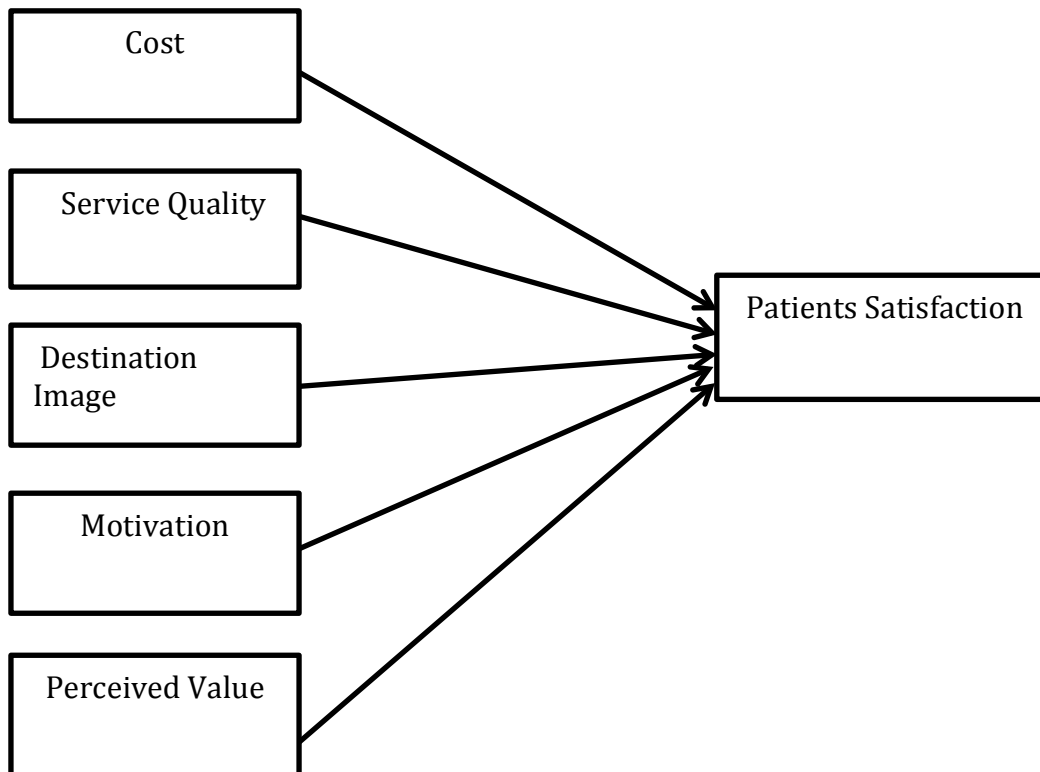 Cost
Service Quality
Patients Satisfaction
Destination
Image
Motivation
Perceived Value